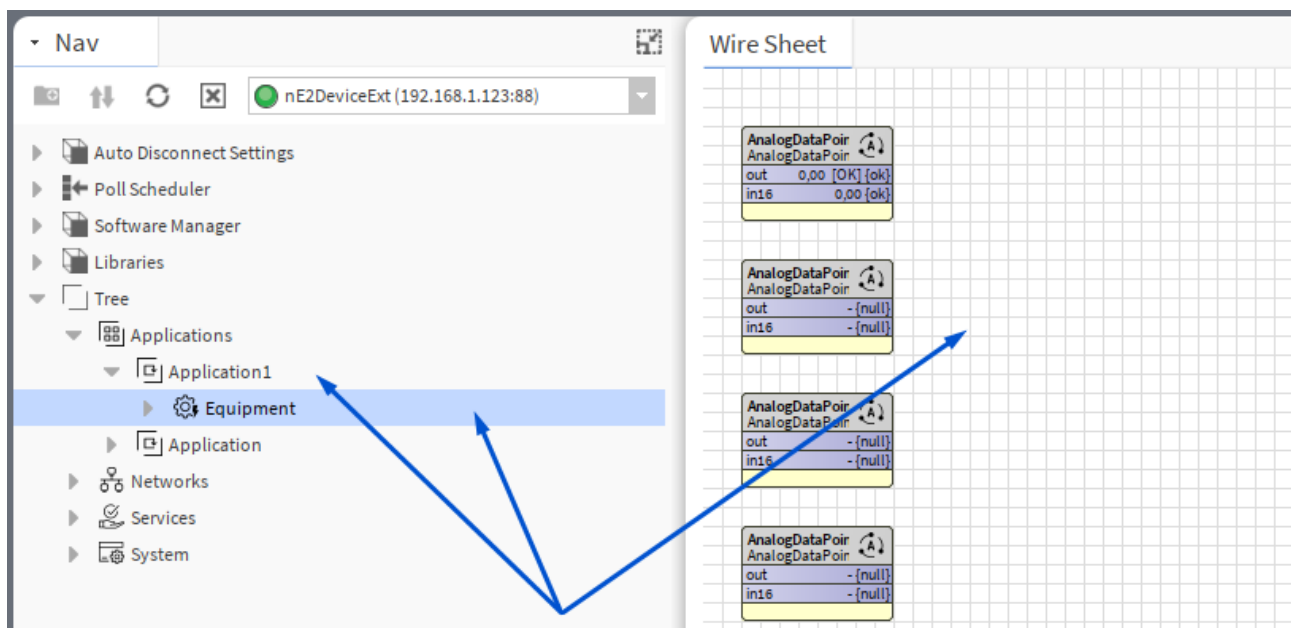 Nav
nE2DeviceExt (192.168.1.123:88)
Auto Disconnect Settings
Poll Scheduler
Software Manager
Libraries
Tree
Applications
Application1
Equipment
Application
Networks
Services
System
Wire Sheet
AnalogDataPoir
AnalogDataPoir
out 0,00 [OK] {ok}
in16 0,00 {ok}
AnalogDataPoir
AnalogDataPoir
out - {null}
in16 - {null}
AnalogDataPoir
AnalogDataPoir
out - {null}
in16 - {null}
AnalogDataPoir
AnalogDataPoir
out - {null}
in16 - {null}